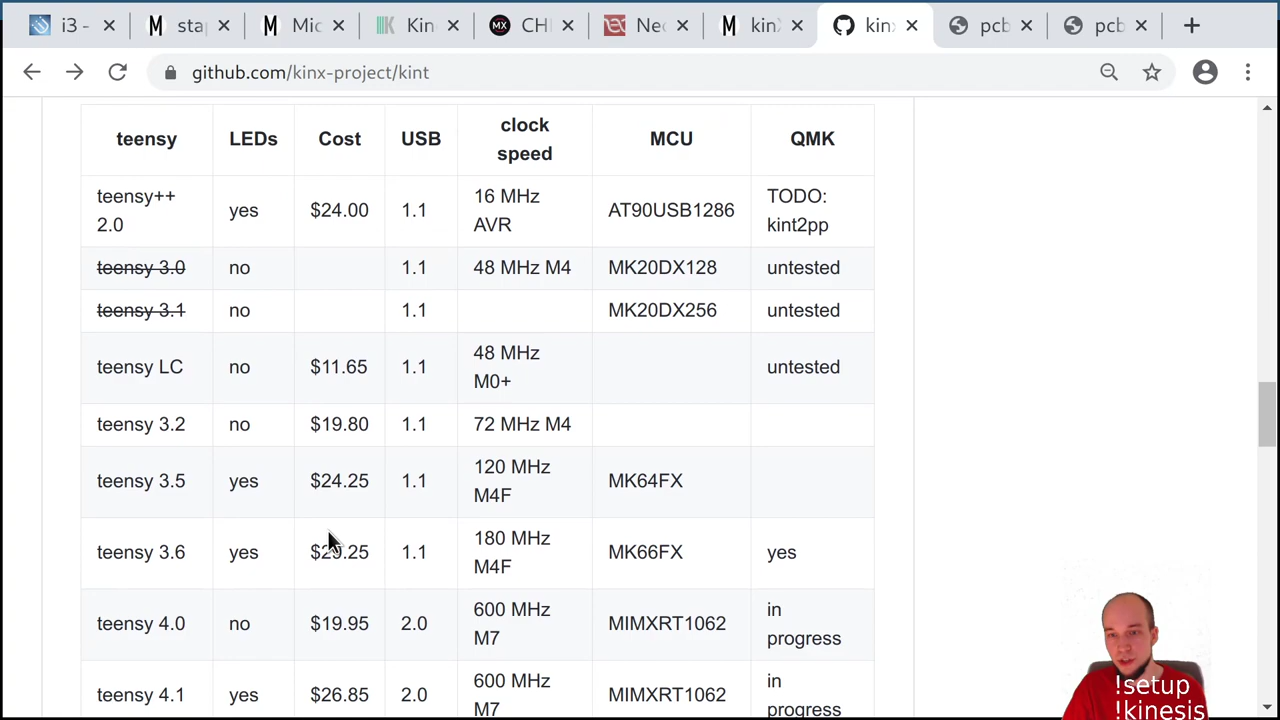 i3 -
sta
Mic
Kine
MX CH
Nec
kinX
kinx
pcb
pcb
github.com/kinx-project/kint
teensy LEDs Cost USB clock speed MCU QMK
teensy++ 2.0 yes $24.00 1.1 16 MHz AVR AT90USB1286 TODO: kint2pp
teensy 3.0 no 1.1 48 MHz M4 MK20DX128 untested
teensy 3.1 no 1.1 MK20DX256 untested
teensy LC no $11.65 1.1 48 MHz M0+ untested
teensy 3.2 no $19.80 1.1 72 MHz M4
teensy 3.5 yes $24.25 1.1 120 MHz M4F MK64FX
teensy 3.6 yes 1.1 180 MHz M4F MK66FX yes
teensy 4.0 no $19.95 2.0 600 MHz M7 MIMXRT1062 in progress
teensy 4.1 yes $26.85 2.0 600 MHz M7 MIMXRT1062 in progress
!setup
!kinesis